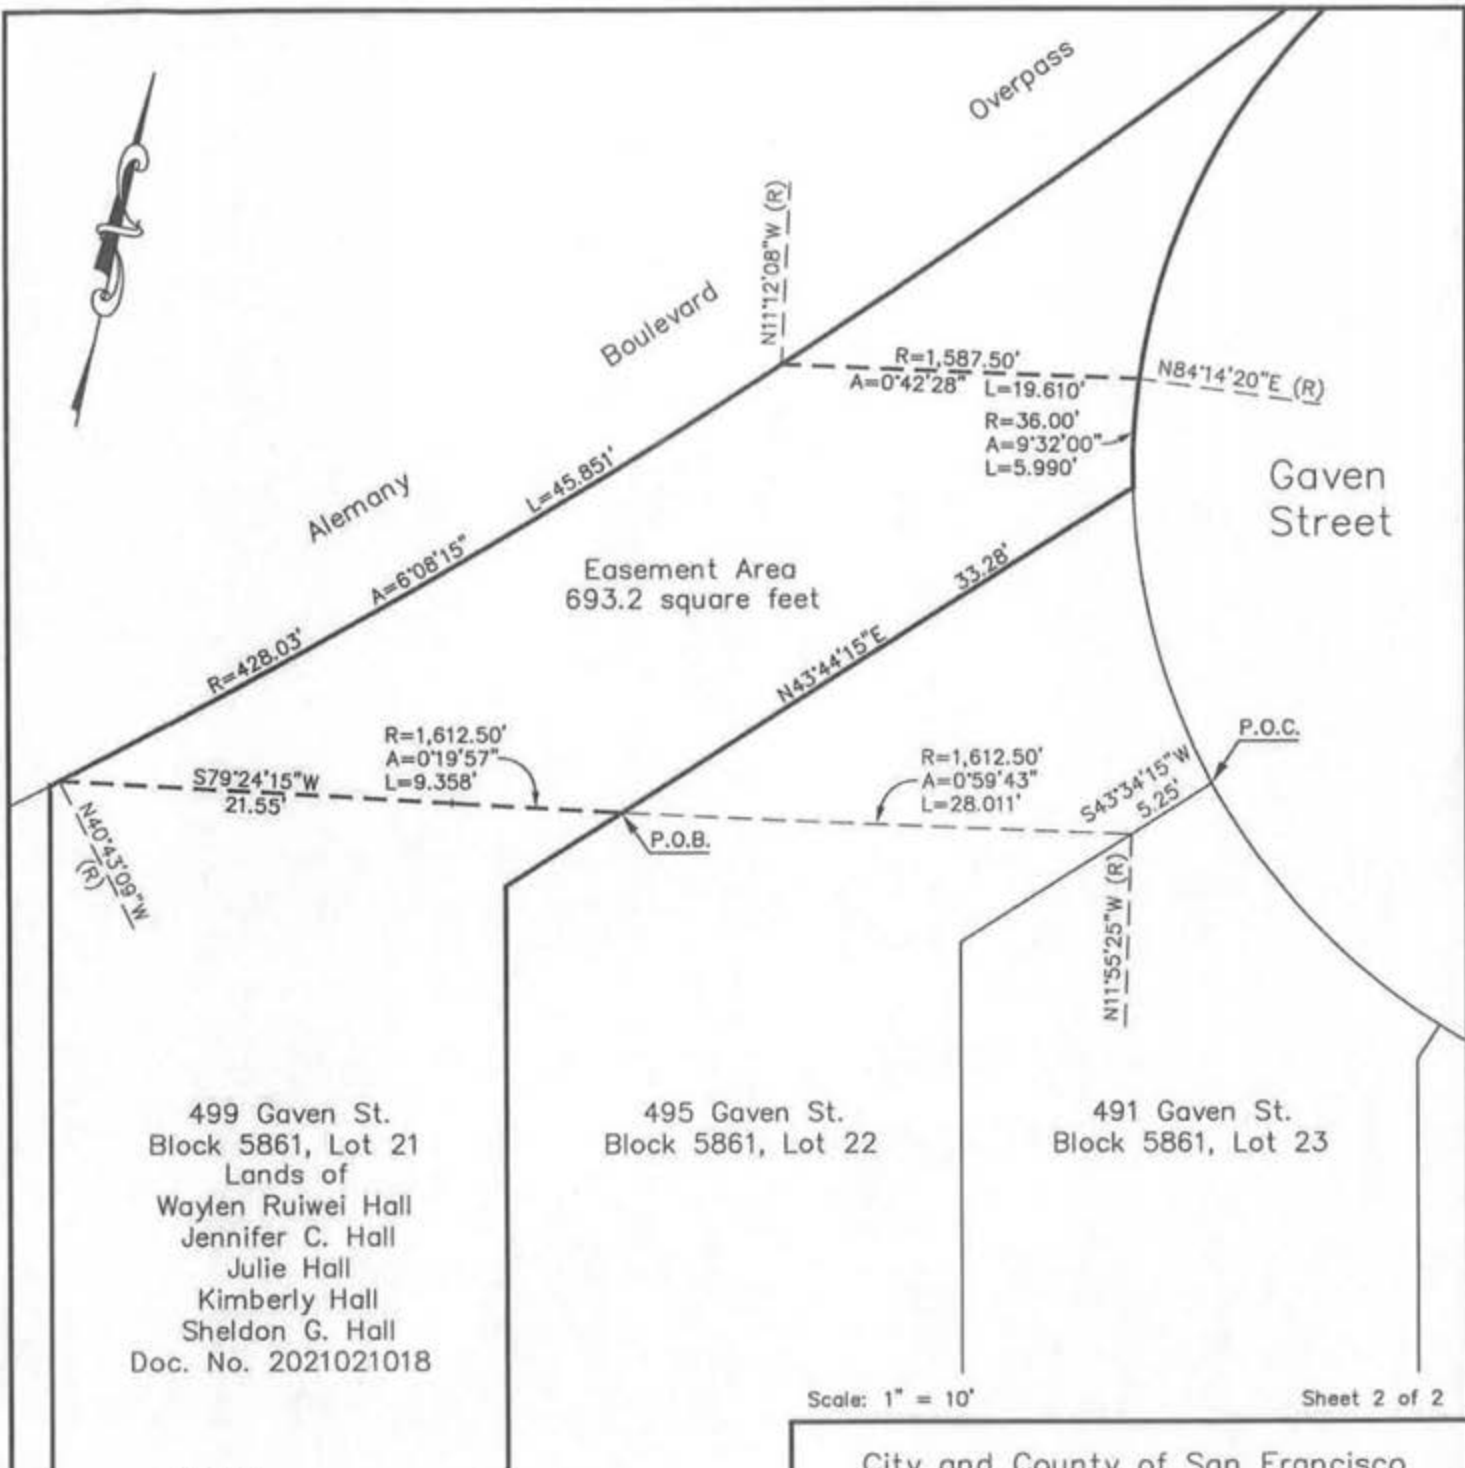 Overpass
Boulevard
Alemany
N11°12'08"W (R)
R=1,587.50'
A=0°42'28" L=19.610'
N84°14'20"E (R)
R=36.00'
A=9°32'00"
L=5.990'
Gaven
Street
R=428.03' A=6°08'15" L=45.851'
Easement Area
693.2 square feet
N43°44'15"E 33.28'
R=1,612.50'
A=0°19'57"
L=9.358'
S79°24'15"W
21.55'
N40°43'09"W
(R)
P.O.B.
R=1,612.50'
A=0°59'43"
L=28.011'
S43°34'15"W
5.25'
P.O.C.
N11°55'25"W (R)
499 Gaven St.
Block 5861, Lot 21
Lands of
Waylen Ruiwei Hall
Jennifer C. Hall
Julie Hall
Kimberly Hall
Sheldon G. Hall
Doc. No. 2021021018
495 Gaven St.
Block 5861, Lot 22
491 Gaven St.
Block 5861, Lot 23
Scale: 1" = 10'
Sheet 2 of 2
City and County of San Francisco